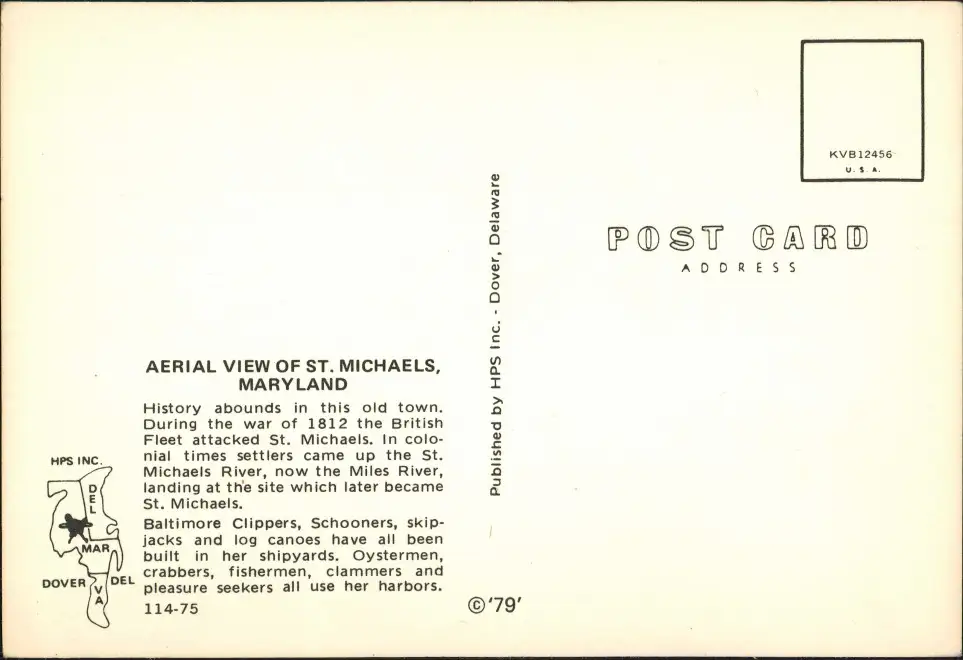 AERIAL VIEW OF ST. MICHAELS,
MARYLAND
History abounds in this old town.
During the war of 1812 the British
Fleet attacked St. Michaels. In colo-
nial times settlers came up the St.
Michaels River, now the Miles River,
landing at the site which later became
St. Michaels.
Baltimore Clippers, Schooners, skip-
jacks and log canoes have all been
built in her shipyards. Oystermen,
crabbers, fishermen, clammers and
pleasure seekers all use her harbors.
114-75
HPS INC.
DEL
MAR
VA
DOVER DEL
Published by HPS Inc. - Dover, Delaware
©'79'
KVB12456
U. S. A.
POST CARD
ADDRESS